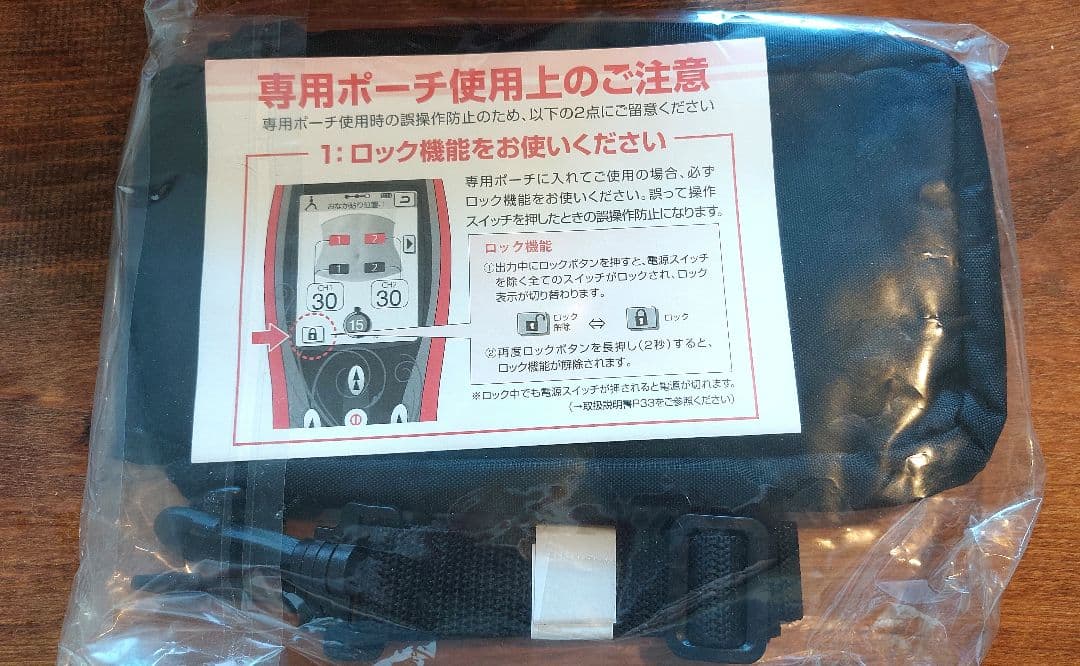 専用ポーチ使用上のご注意
専用ポーチ使用時の誤操作防止のため、以下の2点にご留意ください
1:ロック機能をお使いください
専用ポーチに入れてご使用の場合、必ず
ロック機能をお使いください。誤って操作
スイッチを押したときの誤操作防止になります。
おなか貼り位置
1 2
1 2
CH1 CH2
30 30
15
ロック機能
①出力中にロックボタンを押すと、電源スイッチ
を除く全てのスイッチがロックされ、ロック
表示が切り替わります。
ロック
解除
⇔
ロック
②再度ロックボタンを長押し(2秒)すると、
ロック機能が解除されます。
※ロック中でも電源スイッチが押されると電源が切れます。
(→取扱説明書P33をご参照ください)